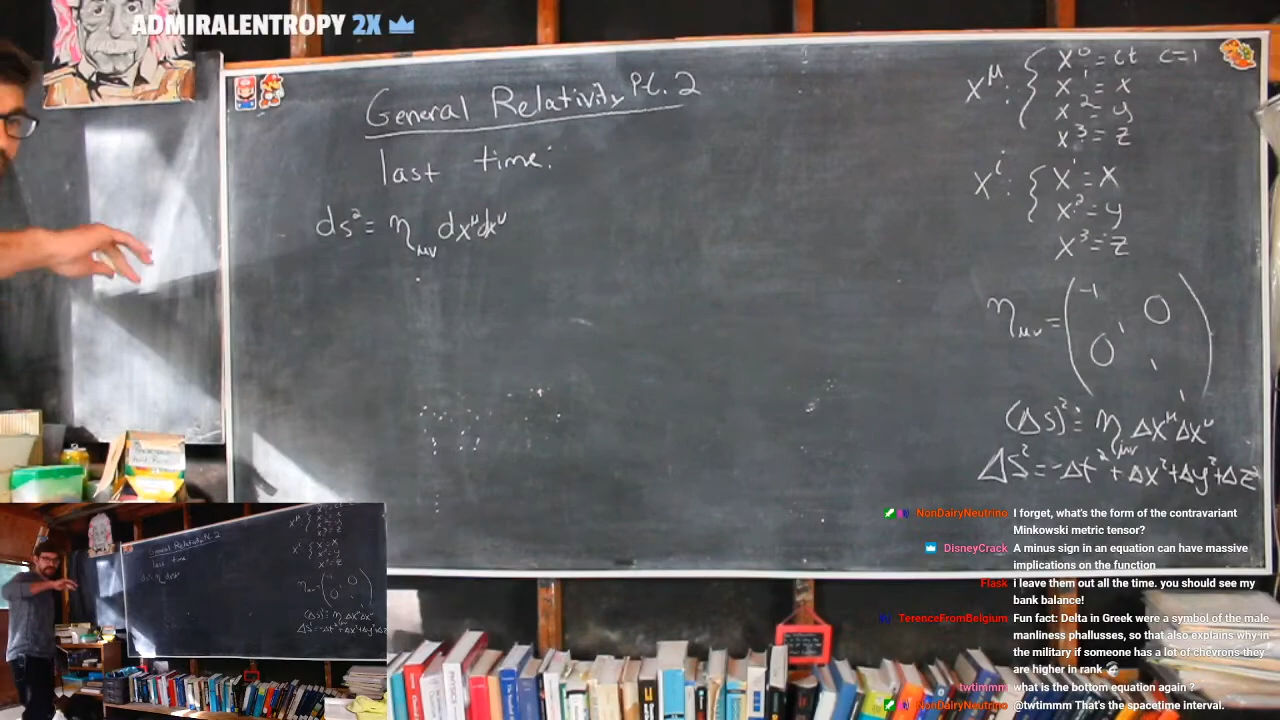 ADMIRALENTROPY 2X
General Relativity Pt. 2
last time:
ds² = η_μν dx^μ dx^ν
x^μ: { x⁰ = ct c=1
x¹ = x
x² = y
x³ = z
x^i: { x¹ = x
x² = y
x³ = z
η_μν = ( -1 0
1
0 1
1 )
(Δs)² = η_μν Δx^μ Δx^ν
Δs² = -Δt² + Δx² + Δy² + Δz²
NonDairyNeutrino I forget, what's the form of the contravariant
Minkowski metric tensor?
DisneyCrack A minus sign in an equation can have massive
implications on the function
Flask i leave them out all the time. you should see my
bank balance!
TerenceFromBelgium Fun fact: Delta in Greek were a symbol of the male
manliness phallusses, so that also explains why in
the military if someone has a lot of chevrons they
are higher in rank
twtimmm what is the bottom equation again ?
NonDairyNeutrino @twtimmm That's the spacetime interval.